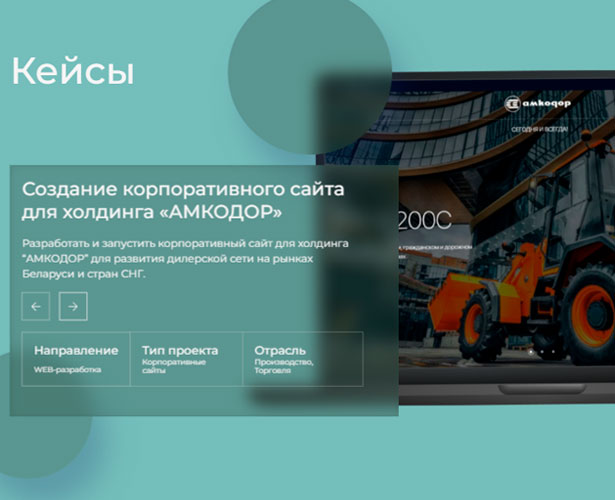 Кейсы
амкодор
СЕГОДНЯ И ВСЕГДА!
Создание корпоративного сайта
для холдинга «АМКОДОР»
200С
Разработать и запустить корпоративный сайт для холдинга
"АМКОДОР" для развития дилерской сети на рынках
Беларуси и стран СНГ.
гражданском и дорожном
← →
Направление
WEB-разработка
Тип проекта
Корпоративные
сайты
Отрасль
Производство,
Торговля